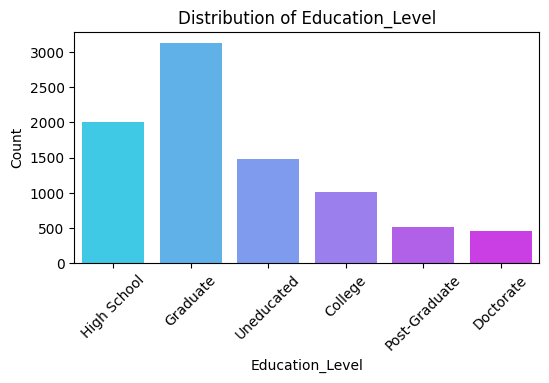 Distribution of Education_Level
Count
3000
2500
2000
1500
1000
500
0
High School
Graduate
Uneducated
College
Post-Graduate
Doctorate
Education_Level